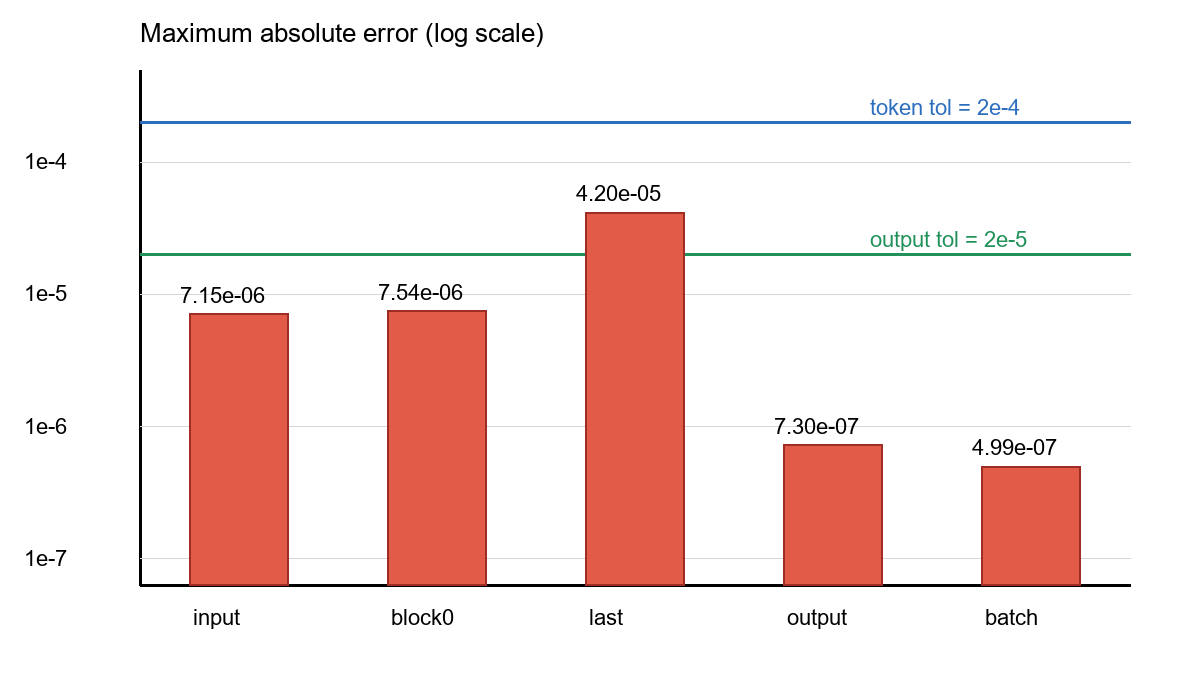 Maximum absolute error (log scale)
token tol = 2e-4
1e-4
4.20e-05
output tol = 2e-5
1e-5
7.15e-06
7.54e-06
1e-6
7.30e-07
4.99e-07
1e-7
input
block0
last
output
batch